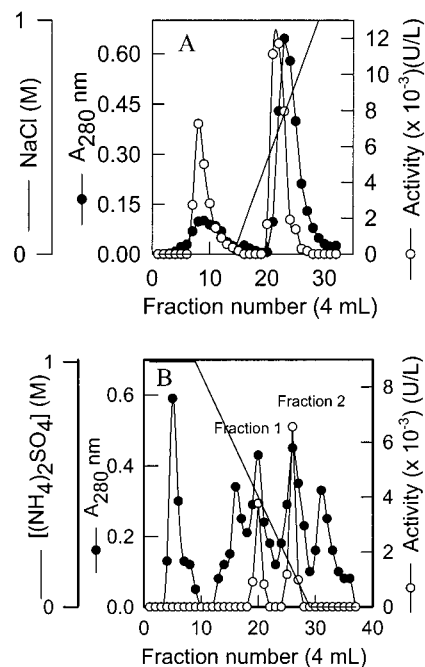 A
1
0
NaCl (M)
A280 nm
0.60
0.45
0.30
0.15
0.00
12
10
8
6
4
2
0
Activity (x 10-3)(U/L)
0 10 20 30
Fraction number (4 mL)
B
1
0
[(NH4)2SO4] (M)
A280 nm
0.6
0.4
0.2
0.0
Fraction 2
Fraction 1
8
6
4
2
0
Activity (x 10-3) (U/L)
0 10 20 30 40
Fraction number (4 mL)